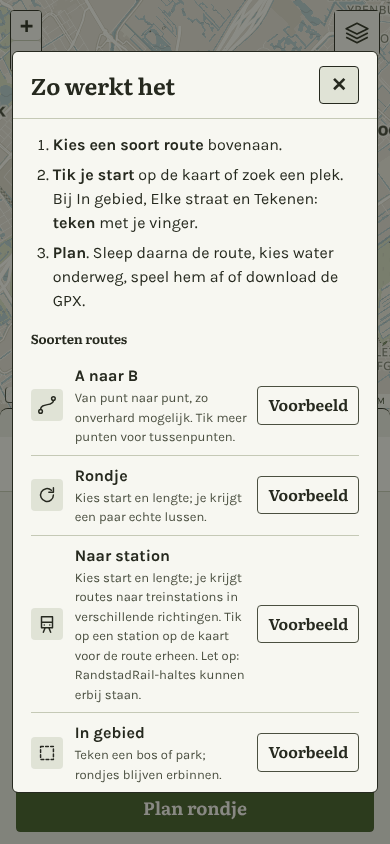 +
Zo werkt het
×
1. Kies een soort route bovenaan.
2. Tik je start op de kaart of zoek een plek.
Bij In gebied, Elke straat en Tekenen:
teken met je vinger.
3. Plan. Sleep daarna de route, kies water
onderweg, speel hem af of download de
GPX.
Soorten routes
A naar B
Van punt naar punt, zo
onverhard mogelijk. Tik meer
punten voor tussenpunten.
Voorbeeld
Rondje
Kies start en lengte; je krijgt
een paar echte lussen.
Voorbeeld
Naar station
Kies start en lengte; je krijgt
routes naar treinstations in
verschillende richtingen. Tik
op een station op de kaart
voor de route erheen. Let op:
RandstadRail-haltes kunnen
erbij staan.
Voorbeeld
In gebied
Teken een bos of park;
rondjes blijven erbinnen.
Voorbeeld
Plan rondje